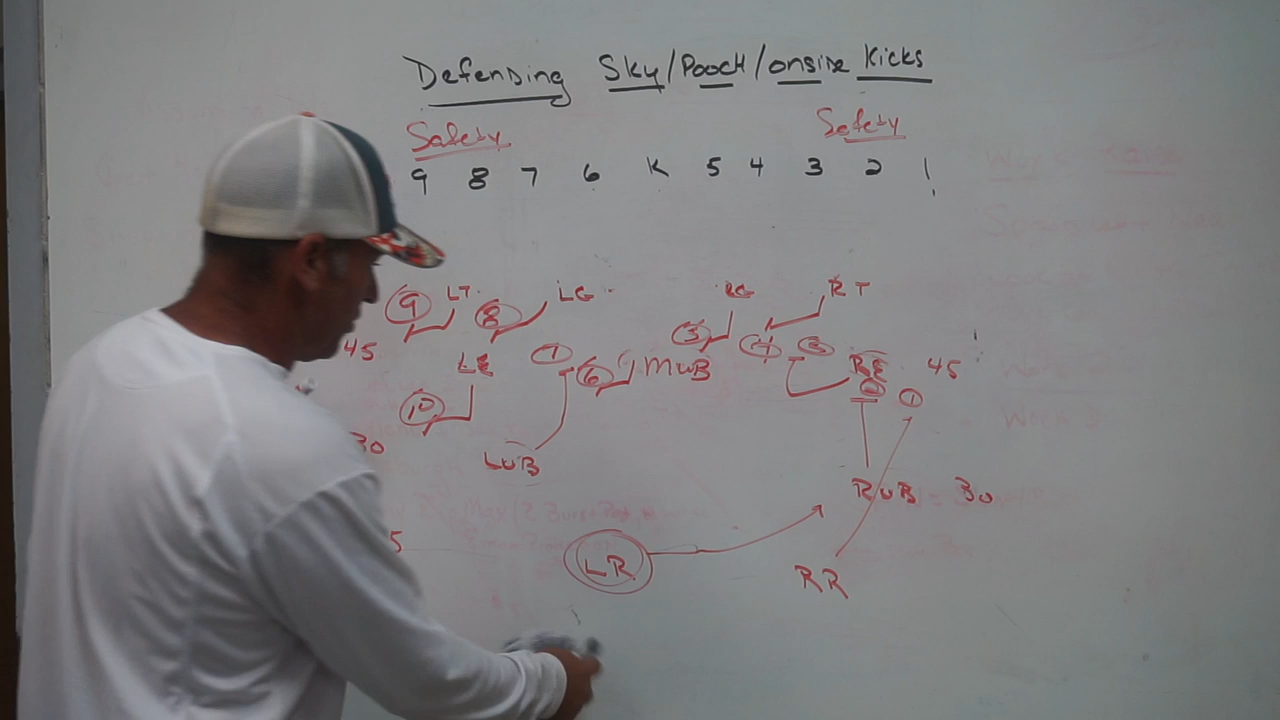 Defending Sky/Pooch/onside Kicks
Safety Safety
9 8 7 6 K 5 4 3 2 1
LT LG RG RT
9 8
45 LE 7 6 MUB 5 4 3 RE 45
10 2 1
30 LUB RUB 30
5 LR RR